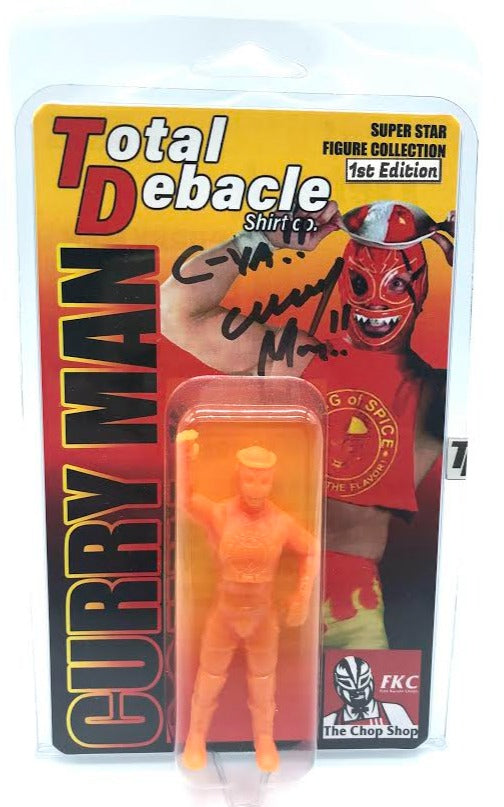 Total
Debacle
Shirt co.
SUPER STAR
FIGURE COLLECTION
1st Edition
C-YA..!!
Curry
Man..!!
CURRY MAN
OF SPICE
THE FLAVOR!
7/
FKC
The Chop Shop